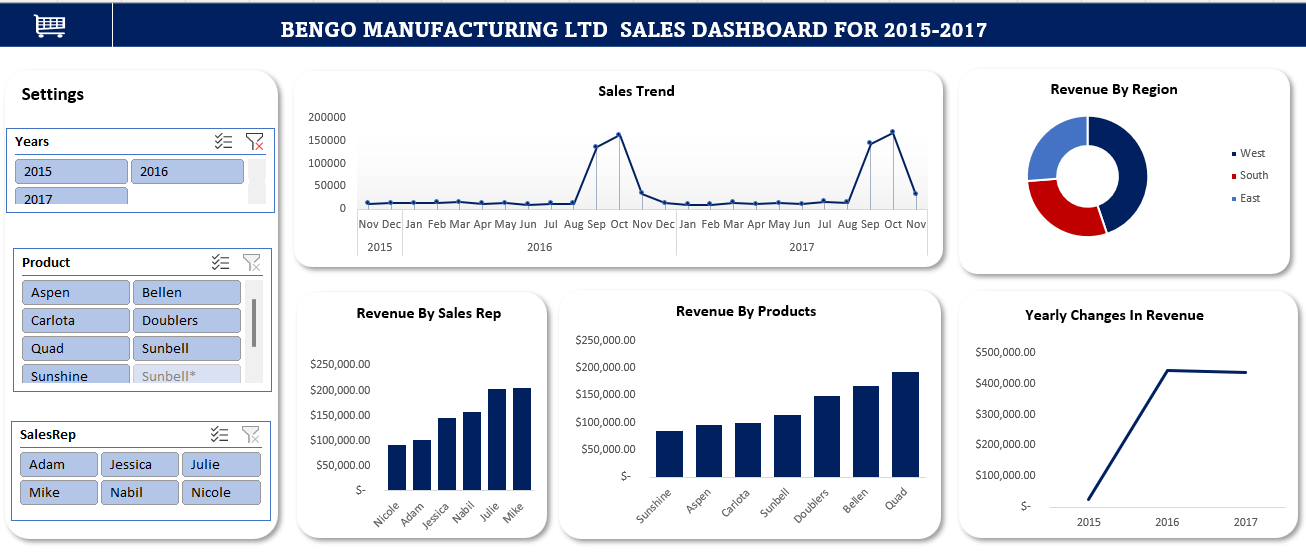 BENGO MANUFACTURING LTD  SALES DASHBOARD FOR 2015-2017
Settings
Years
2015 2016
2017
Product
Aspen Bellen
Carlota Doublers
Quad Sunbell
Sunshine Sunbell*
SalesRep
Adam Jessica Julie
Mike Nabil Nicole
Sales Trend
200000
150000
100000
50000
0
Nov Dec Jan Feb Mar Apr May Jun Jul Aug Sep Oct Nov Dec Jan Feb Mar Apr May Jun Jul Aug Sep Oct Nov
2015 2016 2017
Revenue By Region
West
South
East
Revenue By Sales Rep
$250,000.00
$200,000.00
$150,000.00
$100,000.00
$50,000.00
$-
Nicole Adam Jessica Nabil Julie Mike
Revenue By Products
$250,000.00
$200,000.00
$150,000.00
$100,000.00
$50,000.00
$-
Sunshine Aspen Carlota Sunbell Doublers Bellen Quad
Yearly Changes In Revenue
$500,000.00
$400,000.00
$300,000.00
$200,000.00
$100,000.00
$-
2015 2016 2017